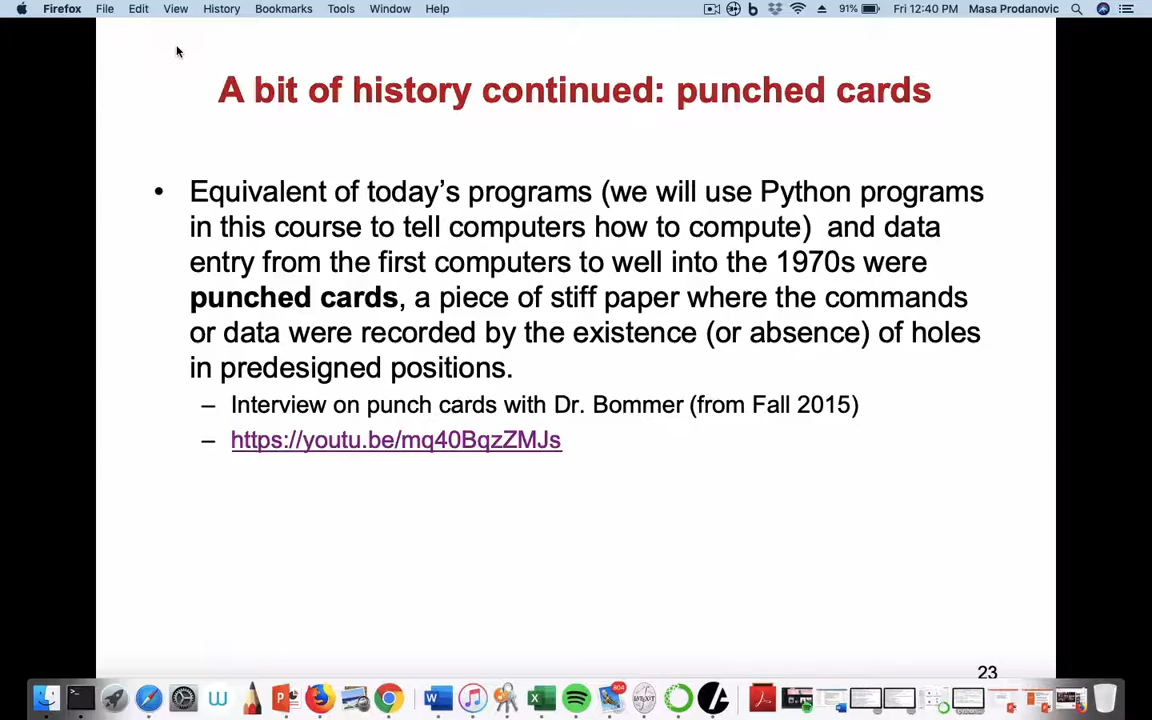 Firefox File Edit View History Bookmarks Tools Window Help 91% Fri 12:40 PM Masa Prodanovic
A bit of history continued: punched cards
• Equivalent of today's programs (we will use Python programs
in this course to tell computers how to compute) and data
entry from the first computers to well into the 1970s were
punched cards, a piece of stiff paper where the commands
or data were recorded by the existence (or absence) of holes
in predesigned positions.
– Interview on punch cards with Dr. Bommer (from Fall 2015)
– https://youtu.be/mq40BqzZMJs
23